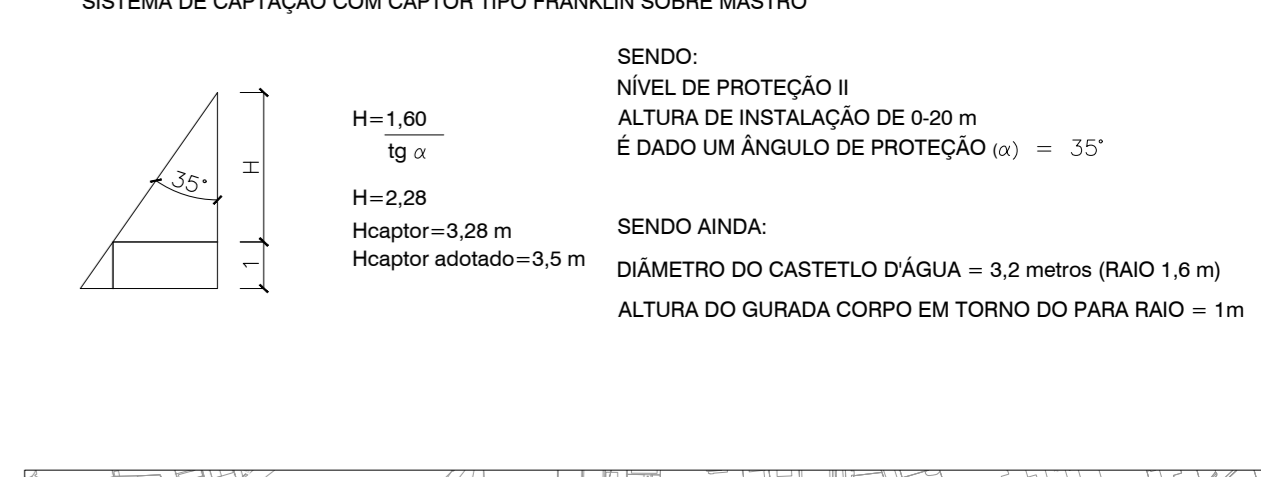 SISTEMA DE CAPTAÇÃO COM CAPTOR TIPO FRANKLIN SOBRE MASTRO
SENDO:
NÍVEL DE PROTEÇÃO II
ALTURA DE INSTALAÇÃO DE 0-20 m
É DADO UM ÂNGULO DE PROTEÇÃO (α) = 35°
H=1,60
tg α
H=2,28
Hcaptor=3,28 m
Hcaptor adotado=3,5 m
35°
H
1
SENDO AINDA:
DIÃMETRO DO CASTETLO D'ÁGUA = 3,2 metros (RAIO 1,6 m)
ALTURA DO GURADA CORPO EM TORNO DO PARA RAIO = 1m